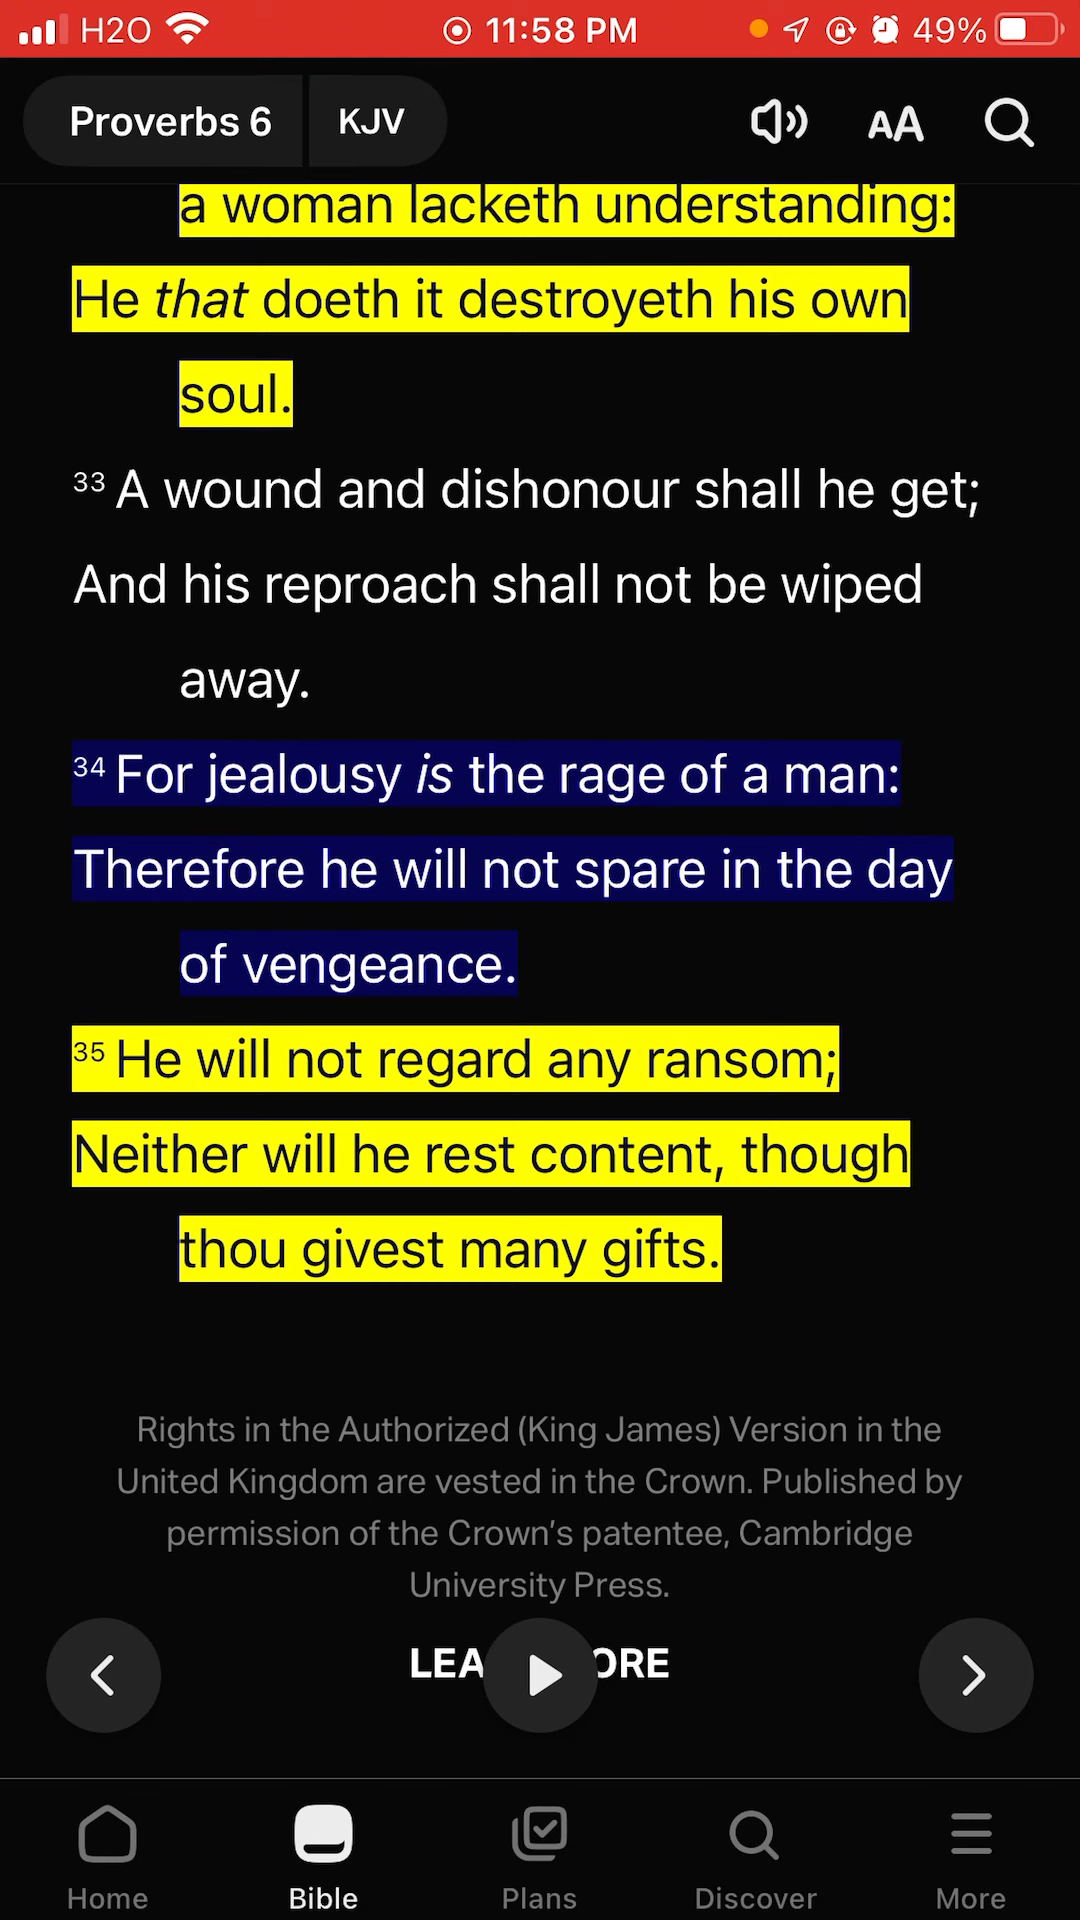 H2O 11:58 PM 49%
Proverbs 6 KJV AA
a woman lacketh understanding:
He that doeth it destroyeth his own
soul.
33 A wound and dishonour shall he get;
And his reproach shall not be wiped
away.
34 For jealousy is the rage of a man:
Therefore he will not spare in the day
of vengeance.
35 He will not regard any ransom;
Neither will he rest content, though
thou givest many gifts.
Rights in the Authorized (King James) Version in the
United Kingdom are vested in the Crown. Published by
permission of the Crown’s patentee, Cambridge
University Press.
LEA ORE
Home Bible Plans Discover More